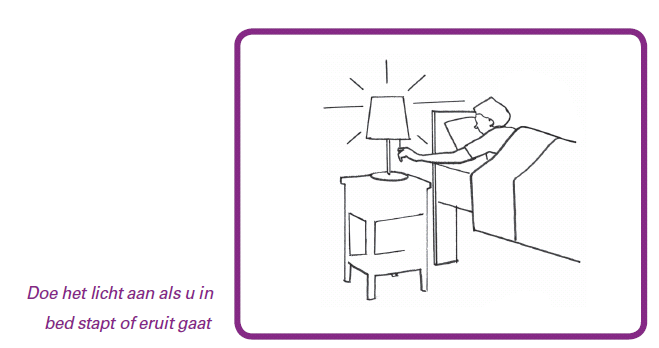 Doe het licht aan als u in
bed stapt of eruit gaat